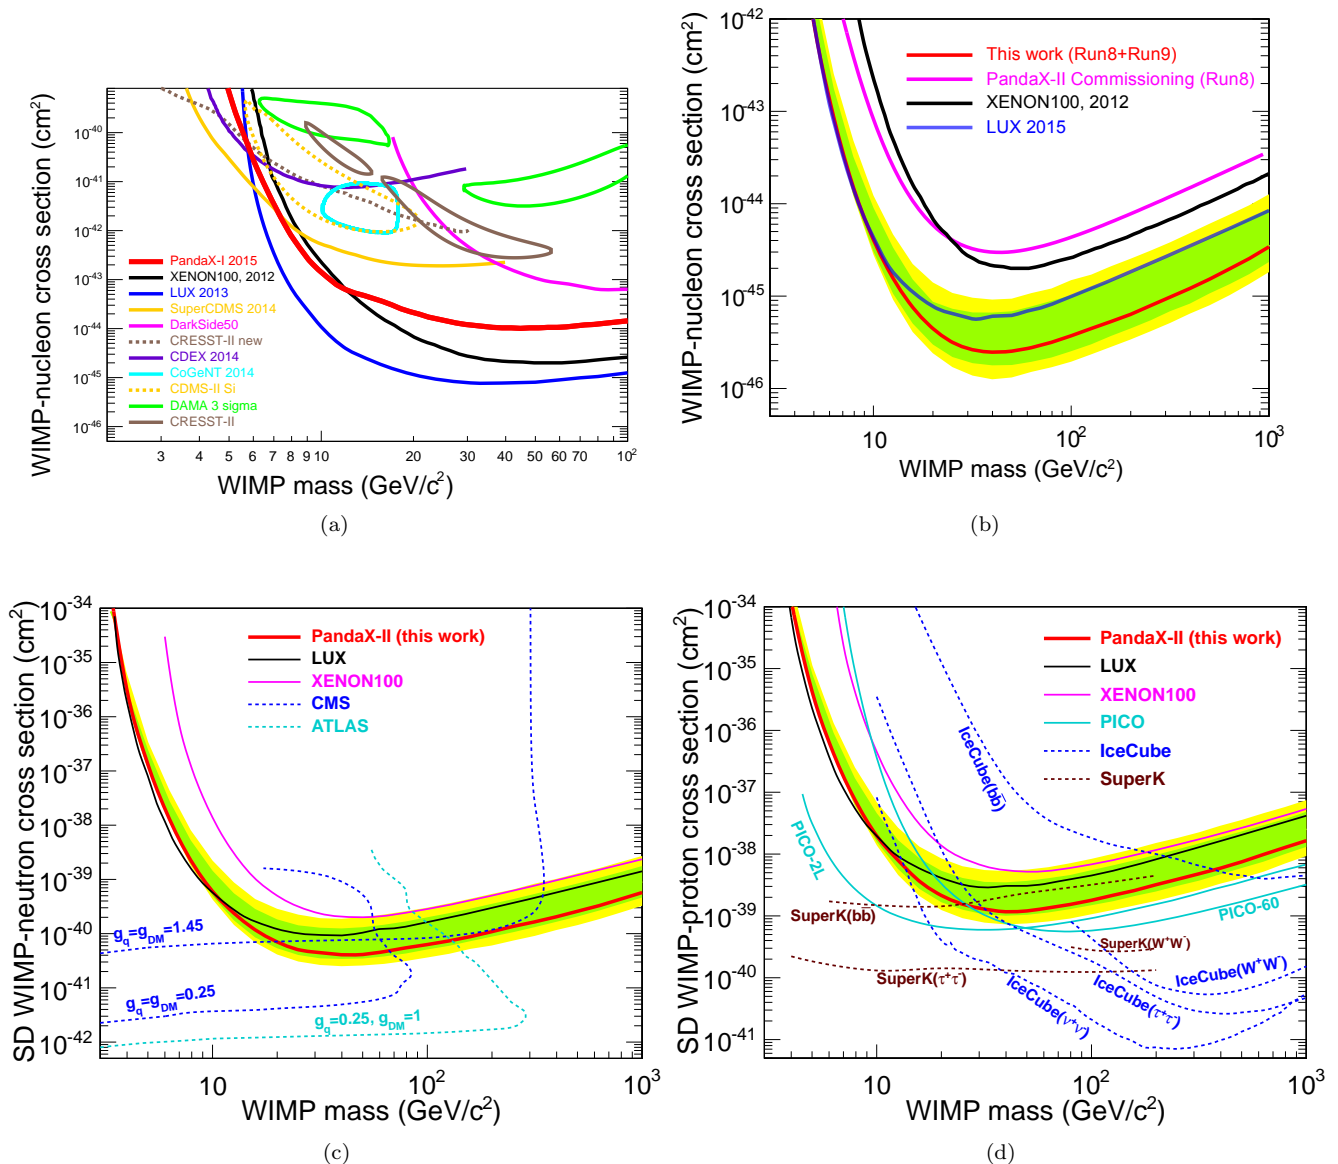 WIMP-nucleon cross section (cm²)
10⁻⁴⁰
10⁻⁴¹
10⁻⁴²
10⁻⁴³
10⁻⁴⁴
10⁻⁴⁵
10⁻⁴⁶
PandaX-I 2015
XENON100, 2012
LUX 2013
SuperCDMS 2014
DarkSide50
CRESST-II new
CDEX 2014
CoGeNT 2014
CDMS-II Si
DAMA 3 sigma
CRESST-II
3 4 5 6 7 8 9 10 20 30 40 50 60 70 10²
WIMP mass (GeV/c²)
(a)
WIMP-nucleon cross section (cm²)
10⁻⁴²
10⁻⁴³
10⁻⁴⁴
10⁻⁴⁵
10⁻⁴⁶
This work (Run8+Run9)
PandaX-II Commissioning (Run8)
XENON100, 2012
LUX 2015
10 10² 10³
WIMP mass (GeV/c²)
(b)
SD WIMP-neutron cross section (cm²)
10⁻³⁴
10⁻³⁵
10⁻³⁶
10⁻³⁷
10⁻³⁸
10⁻³⁹
10⁻⁴⁰
10⁻⁴¹
10⁻⁴²
PandaX-II (this work)
LUX
XENON100
CMS
ATLAS
g_q=g_DM=1.45
g_q=g_DM=0.25
g_q=0.25, g_DM=1
10 10² 10³
WIMP mass (GeV/c²)
(c)
SD WIMP-proton cross section (cm²)
10⁻³⁴
10⁻³⁵
10⁻³⁶
10⁻³⁷
10⁻³⁸
10⁻³⁹
10⁻⁴⁰
10⁻⁴¹
PandaX-II (this work)
LUX
XENON100
PICO
IceCube
SuperK
IceCube(bb̄)
PICO-2L
PICO-60
SuperK(bb̄)
SuperK(W⁺W⁻)
SuperK(τ⁺τ⁻)
IceCube(W⁺W⁻)
IceCube(τ⁺τ⁻)
IceCube(ν⁺ν⁻)
10 10² 10³
WIMP mass (GeV/c²)
(d)